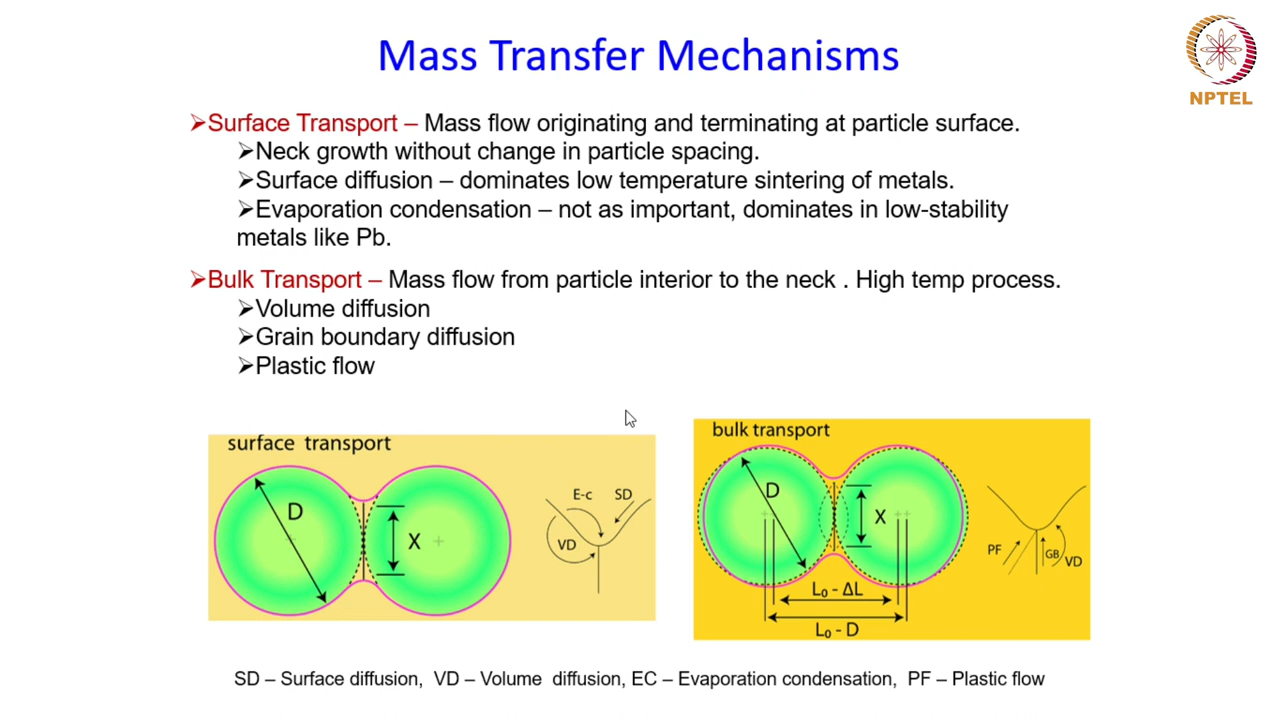 Mass Transfer Mechanisms
NPTEL
➢Surface Transport – Mass flow originating and terminating at particle surface.
➢Neck growth without change in particle spacing.
➢Surface diffusion – dominates low temperature sintering of metals.
➢Evaporation condensation – not as important, dominates in low-stability
metals like Pb.
➢Bulk Transport – Mass flow from particle interior to the neck . High temp process.
➢Volume diffusion
➢Grain boundary diffusion
➢Plastic flow
surface transport
D
X
E-c
SD
VD
bulk transport
D
X
L₀ - ΔL
L₀ - D
PF
GB
VD
SD – Surface diffusion, VD – Volume diffusion, EC – Evaporation condensation, PF – Plastic flow